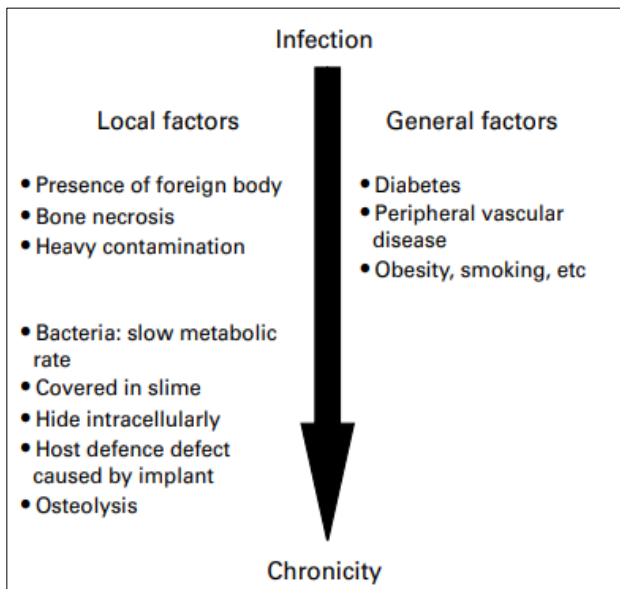 Infection
Local factors
• Presence of foreign body
• Bone necrosis
• Heavy contamination
• Bacteria: slow metabolic
rate
• Covered in slime
• Hide intracellularly
• Host defence defect
caused by implant
• Osteolysis
General factors
• Diabetes
• Peripheral vascular
disease
• Obesity, smoking, etc
Chronicity